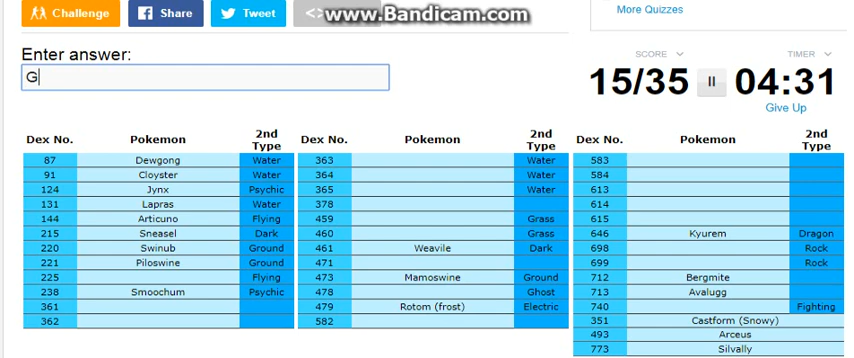 www.Bandicam.com
More Quizzes
Challenge Share Tweet <>
Enter answer:
G
SCORE TIMER
15/35 04:31
Give Up
Dex No. Pokemon 2nd Type Dex No. Pokemon 2nd Type Dex No. Pokemon 2nd Type
87 Dewgong Water 363 Water 583
91 Cloyster Water 364 Water 584
124 Jynx Psychic 365 Water 613
131 Lapras Water 378 614
144 Articuno Flying 459 Grass 615
215 Sneasel Dark 460 Grass 646 Kyurem Dragon
220 Swinub Ground 461 Weavile Dark 698 Rock
221 Piloswine Ground 471 699 Rock
225 Flying 473 Mamoswine Ground 712 Bergmite
238 Smoochum Psychic 478 Ghost 713 Avalugg
361 479 Rotom (frost) Electric 740 Fighting
362 582 351 Castform (Snowy)
493 Arceus
773 Silvally